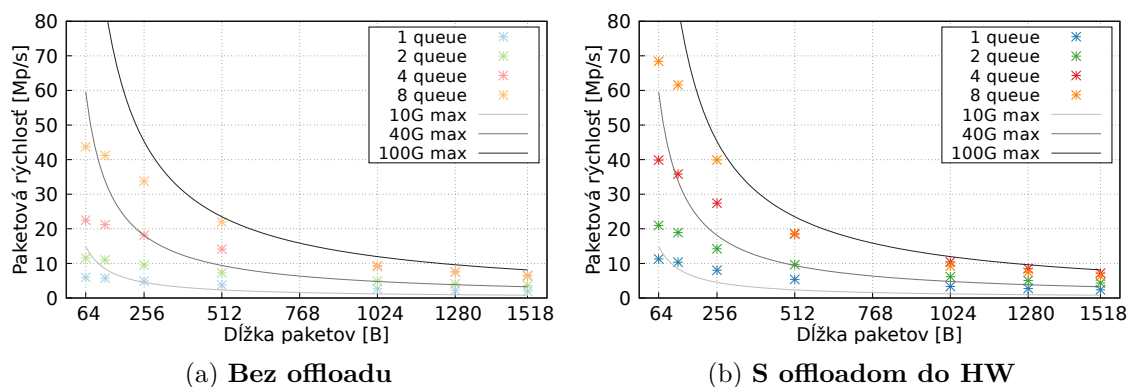 Paketová rýchlosť [Mp/s]
80
70
60
50
40
30
20
10
0
64
256
512
768
1024
1280
1518
Dĺžka paketov [B]
1 queue
2 queue
4 queue
8 queue
10G max
40G max
100G max
(a) Bez offloadu
Paketová rýchlosť [Mp/s]
80
70
60
50
40
30
20
10
0
64
256
512
768
1024
1280
1518
Dĺžka paketov [B]
1 queue
2 queue
4 queue
8 queue
10G max
40G max
100G max
(b) S offloadom do HW